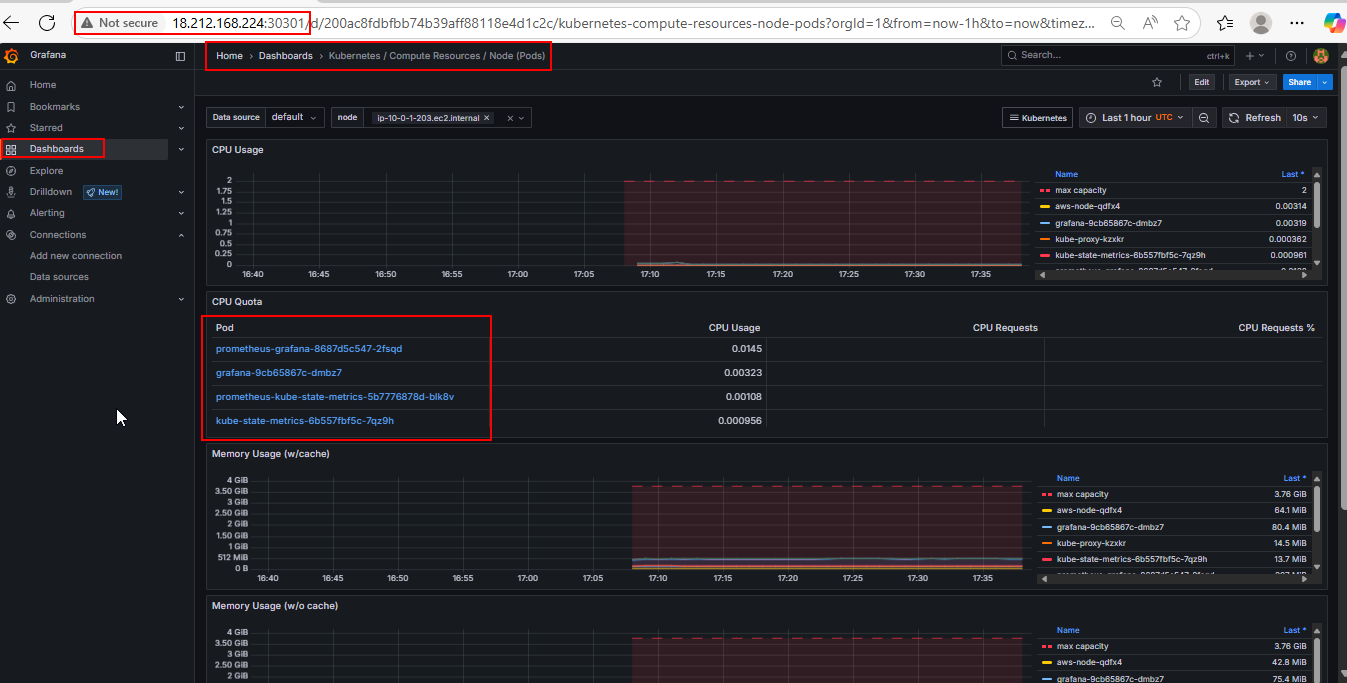 Not secure 18.212.168.224:30301/d/200ac8fdbfbb74b39aff88118e4d1c2c/kubernetes-compute-resources-node-pods?orgId=1&from=now-1h&to=now&timez...
Grafana
Home › Dashboards › Kubernetes / Compute Resources / Node (Pods)
Search... ctrl+k
Edit Export Share
Home
Bookmarks
Starred
Dashboards
Explore
Drilldown New!
Alerting
Connections
Add new connection
Data sources
Administration
Data source default node ip-10-0-1-203.ec2.internal Kubernetes Last 1 hour UTC Refresh 10s
CPU Usage
2
1.75
1.5
1.25
1
0.75
0.5
0.25
0
16:40 16:45 16:50 16:55 17:00 17:05 17:10 17:15 17:20 17:25 17:30 17:35
Name Last *
max capacity 2
aws-node-qdfx4 0.00314
grafana-9cb65867c-dmbz7 0.00319
kube-proxy-kzxkr 0.000362
kube-state-metrics-6b557fbf5c-7qz9h 0.000961
CPU Quota
Pod CPU Usage CPU Requests CPU Requests %
prometheus-grafana-8687d5c547-2fsqd 0.0145
grafana-9cb65867c-dmbz7 0.00323
prometheus-kube-state-metrics-5b7776878d-blk8v 0.00108
kube-state-metrics-6b557fbf5c-7qz9h 0.000956
Memory Usage (w/cache)
4 GiB
3.50 GiB
3 GiB
2.50 GiB
2 GiB
1.50 GiB
1 GiB
512 MiB
0 B
16:40 16:45 16:50 16:55 17:00 17:05 17:10 17:15 17:20 17:25 17:30 17:35
Name Last *
max capacity 3.76 GiB
aws-node-qdfx4 64.1 MiB
grafana-9cb65867c-dmbz7 80.4 MiB
kube-proxy-kzxkr 14.5 MiB
kube-state-metrics-6b557fbf5c-7qz9h 13.7 MiB
Memory Usage (w/o cache)
4 GiB
3.50 GiB
3 GiB
2.50 GiB
2 GiB
Name Last *
max capacity 3.76 GiB
aws-node-qdfx4 42.8 MiB
grafana-9cb65867c-dmbz7 75.4 MiB